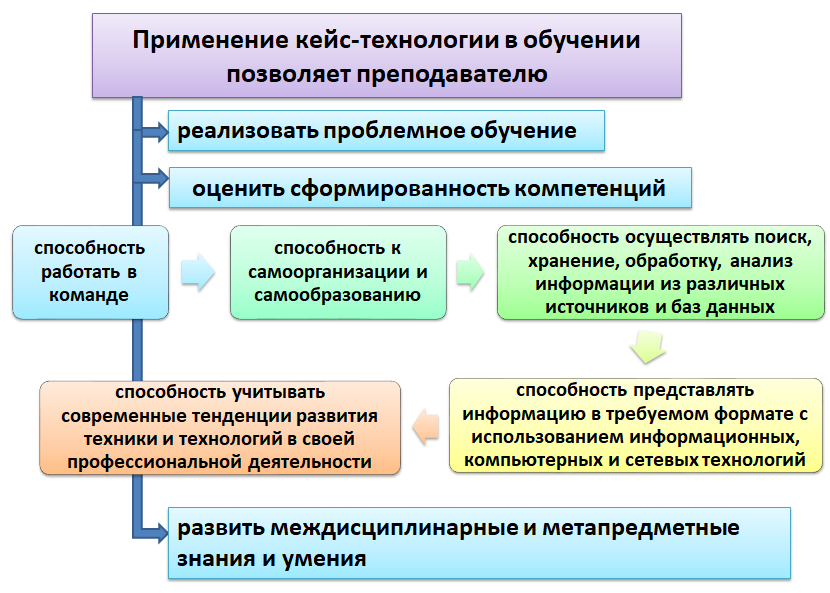 Применение кейс-технологии в обучении
позволяет преподавателю
реализовать проблемное обучение
оценить сформированность компетенций
способность
работать в
команде
способность к
самоорганизации и
самообразованию
способность осуществлять поиск,
хранение, обработку, анализ
информации из различных
источников и баз данных
способность представлять
информацию в требуемом формате с
использованием информационных,
компьютерных и сетевых технологий
способность учитывать
современные тенденции развития
техники и технологий в своей
профессиональной деятельности
развить междисциплинарные и метапредметные
знания и умения